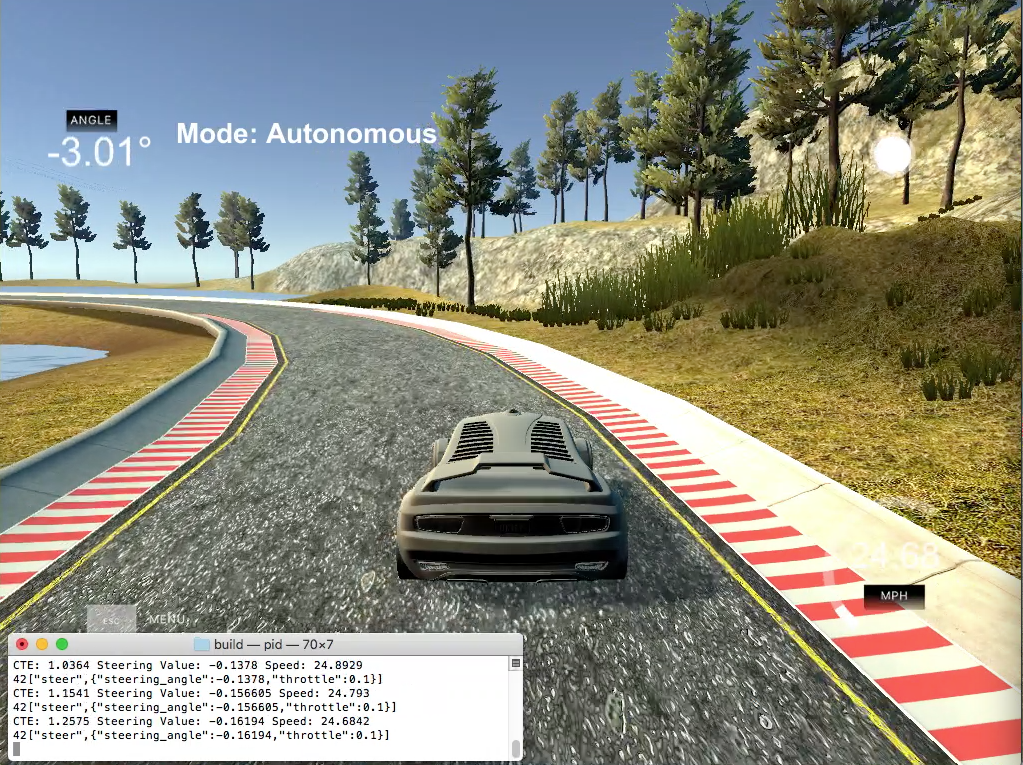 ANGLE
-3.01°
Mode: Autonomous
24.68
MPH
ESC
MENU
build — pid — 70×7
CTE: 1.0364 Steering Value: -0.1378 Speed: 24.8929
42["steer",{"steering_angle":-0.1378,"throttle":0.1}]
CTE: 1.1541 Steering Value: -0.156605 Speed: 24.793
42["steer",{"steering_angle":-0.156605,"throttle":0.1}]
CTE: 1.2575 Steering Value: -0.16194 Speed: 24.6842
42["steer",{"steering_angle":-0.16194,"throttle":0.1}]